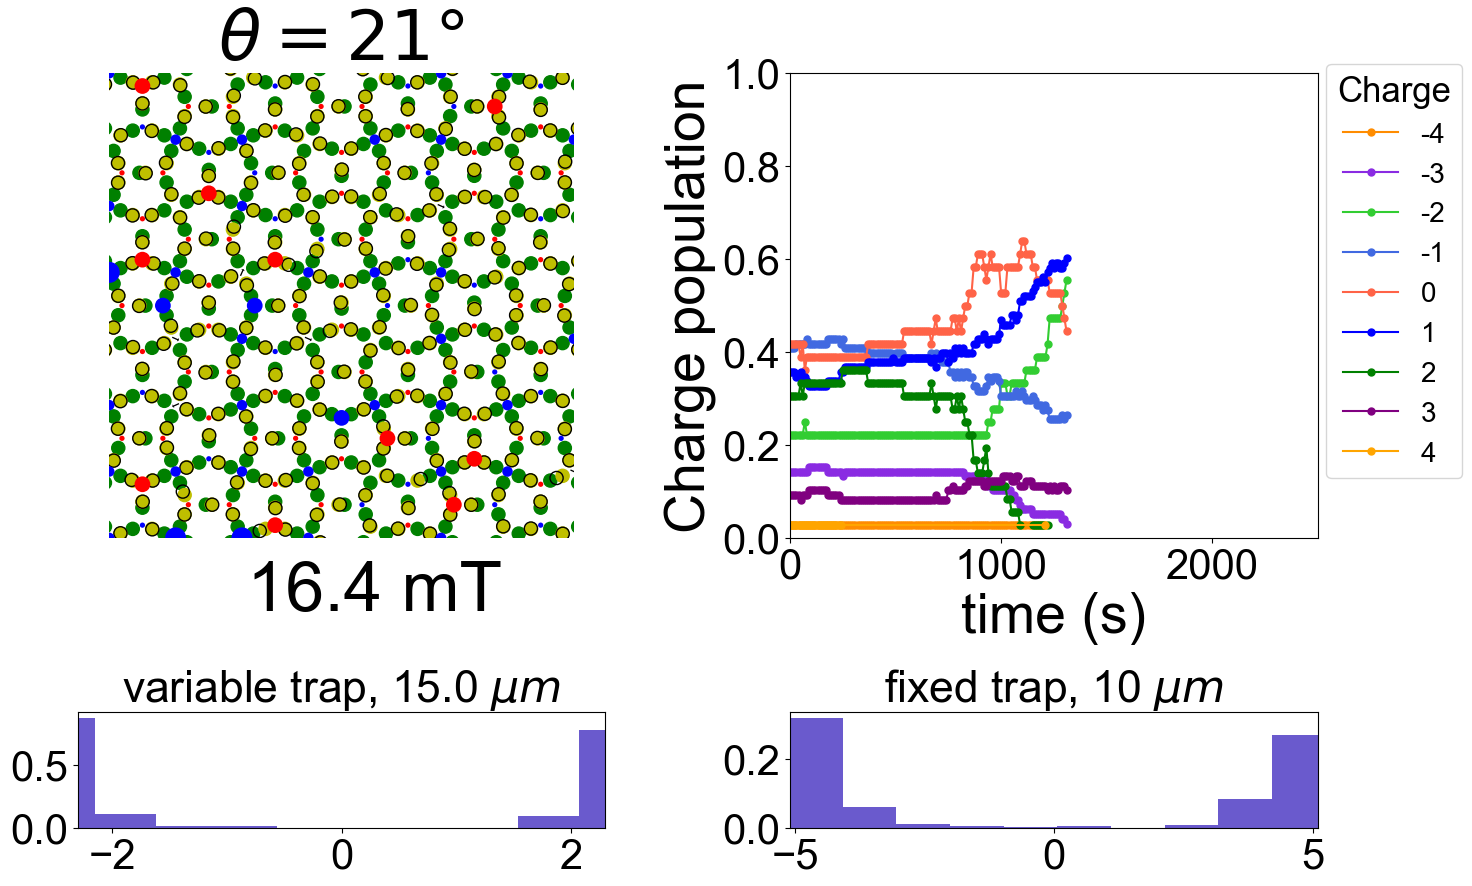 θ = 21°
16.4 mT
Charge population
1.0
0.8
0.6
0.4
0.2
0.0
0 1000 2000
time (s)
Charge
-4
-3
-2
-1
0
1
2
3
4
variable trap, 15.0 μm
0.5
0.0
−2 0 2
fixed trap, 10 μm
0.2
0.0
−5 0 5